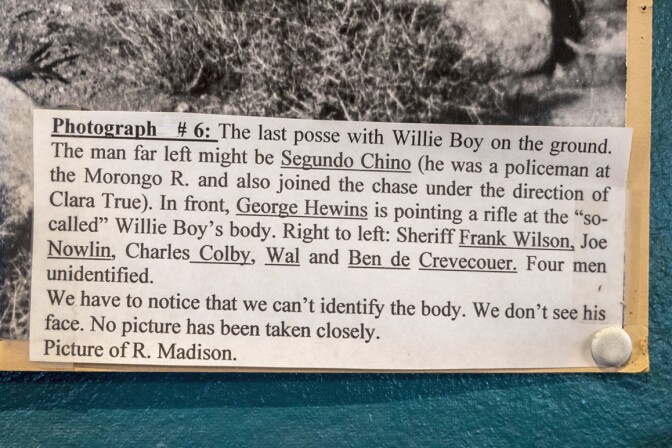 Photograph # 6: The last posse with Willie Boy on the ground.
The man far left might be Segundo Chino (he was a policeman at
the Morongo R. and also joined the chase under the direction of
Clara True). In front, George Hewins is pointing a rifle at the “so-
called” Willie Boy’s body. Right to left: Sheriff Frank Wilson, Joe
Nowlin, Charles Colby, Wal and Ben de Crevecouer. Four men
unidentified.
We have to notice that we can’t identify the body. We don’t see his
face. No picture has been taken closely.
Picture of R. Madison.